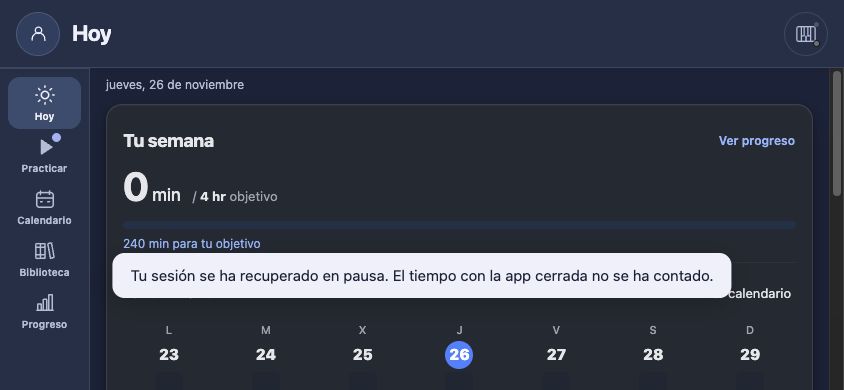 Hoy
jueves, 26 de noviembre
Hoy
Practicar
Calendario
Biblioteca
Progreso
Tu semana
Ver progreso
0 min / 4 hr objetivo
240 min para tu objetivo
Tu sesión se ha recuperado en pausa. El tiempo con la app cerrada no se ha contado.
calendario
L M X J V S D
23 24 25 26 27 28 29